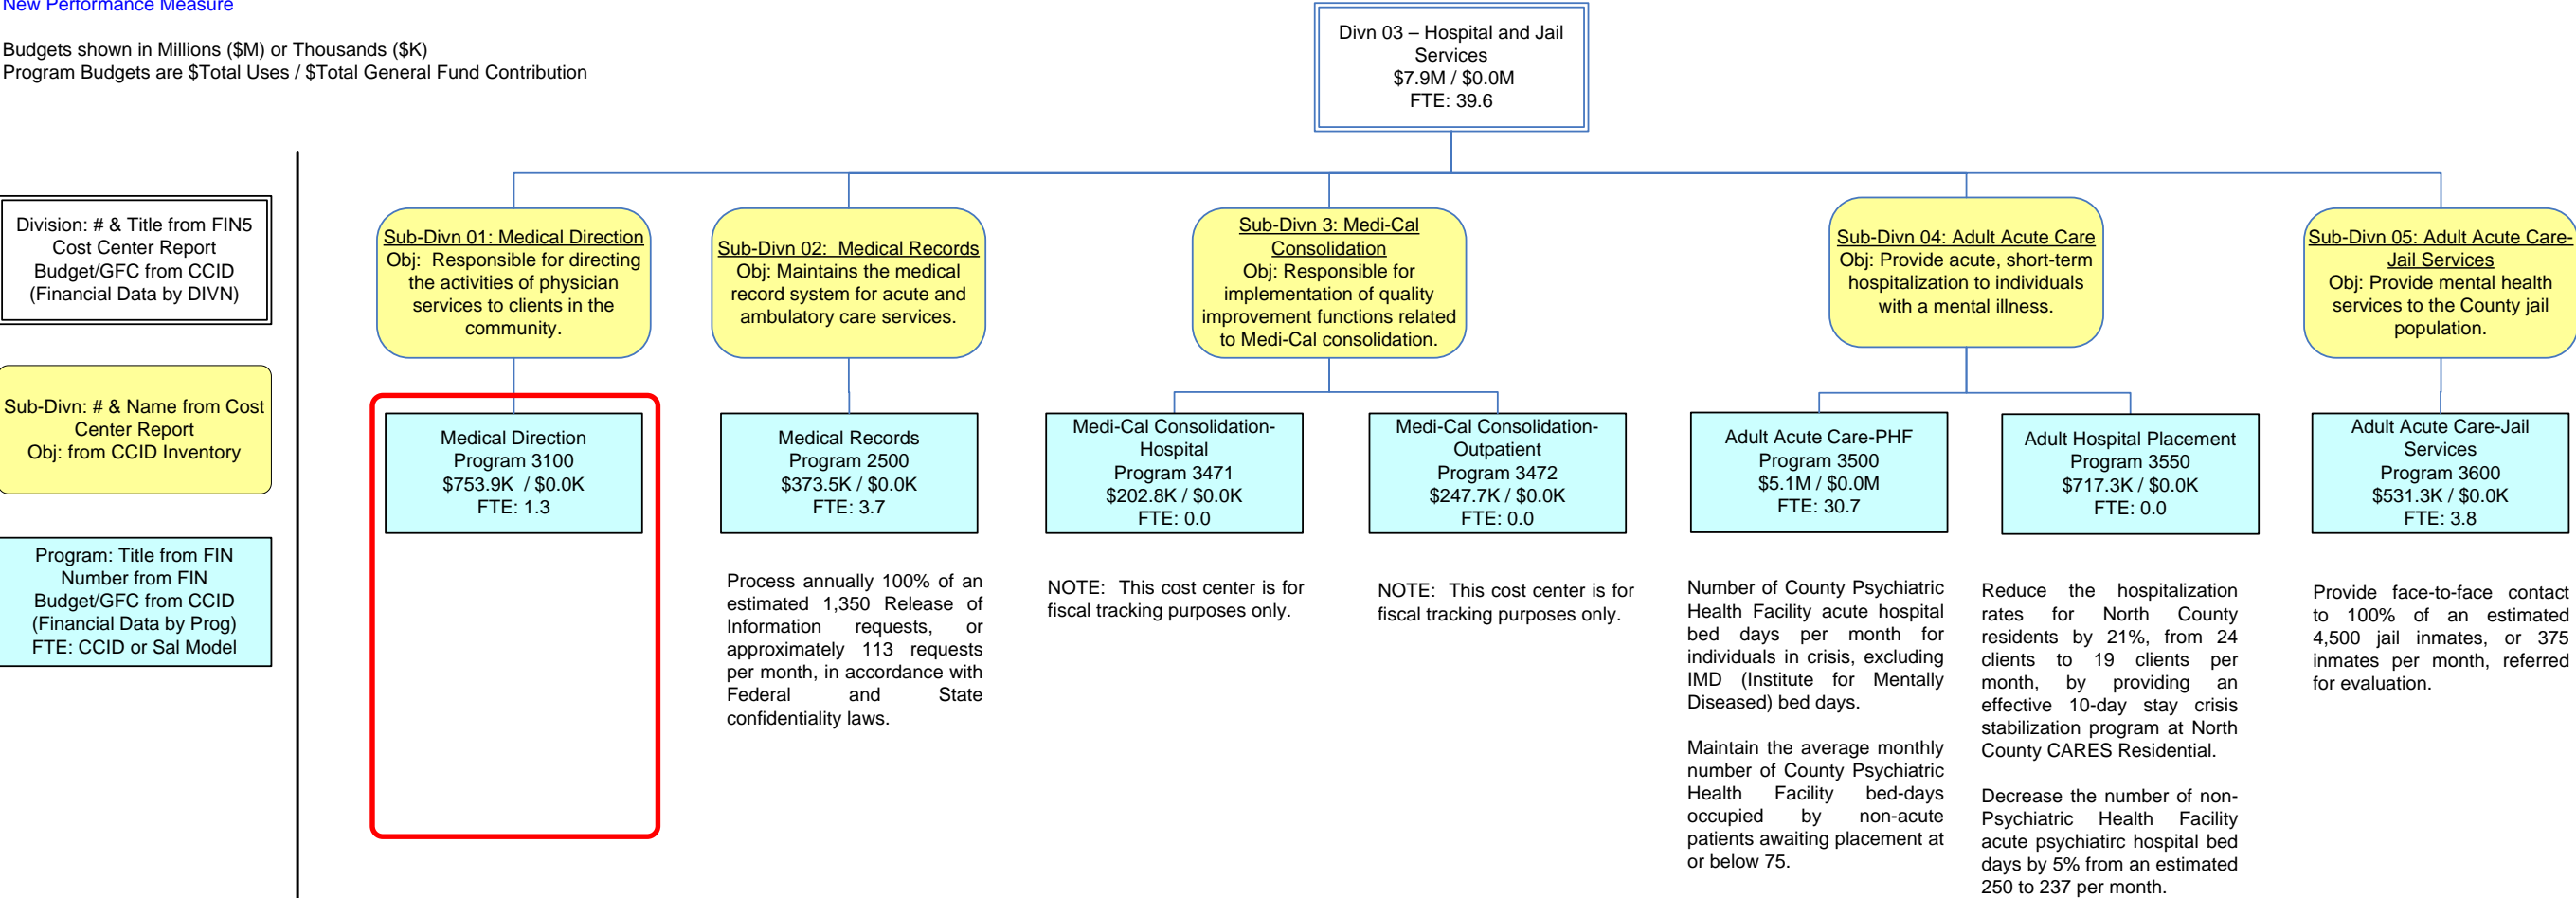 New Performance Measure
Budgets shown in Millions ($M) or Thousands ($K)
Program Budgets are $Total Uses / $Total General Fund Contribution
Divn 03 – Hospital and Jail
Services
$7.9M / $0.0M
FTE: 39.6
Division: # & Title from FIN5
Cost Center Report
Budget/GFC from CCID
(Financial Data by DIVN)
Sub-Divn: # & Name from Cost
Center Report
Obj: from CCID Inventory
Program: Title from FIN
Number from FIN
Budget/GFC from CCID
(Financial Data by Prog)
FTE: CCID or Sal Model
Sub-Divn 01: Medical Direction
Obj: Responsible for directing
the activities of physician
services to clients in the
community.
Sub-Divn 02: Medical Records
Obj: Maintains the medical
record system for acute and
ambulatory care services.
Sub-Divn 3: Medi-Cal
Consolidation
Obj: Responsible for
implementation of quality
improvement functions related
to Medi-Cal consolidation.
Sub-Divn 04: Adult Acute Care
Obj: Provide acute, short-term
hospitalization to individuals
with a mental illness.
Sub-Divn 05: Adult Acute Care-
Jail Services
Obj: Provide mental health
services to the County jail
population.
Medical Direction
Program 3100
$753.9K / $0.0K
FTE: 1.3
Medical Records
Program 2500
$373.5K / $0.0K
FTE: 3.7
Medi-Cal Consolidation-
Hospital
Program 3471
$202.8K / $0.0K
FTE: 0.0
Medi-Cal Consolidation-
Outpatient
Program 3472
$247.7K / $0.0K
FTE: 0.0
Adult Acute Care-PHF
Program 3500
$5.1M / $0.0M
FTE: 30.7
Adult Hospital Placement
Program 3550
$717.3K / $0.0K
FTE: 0.0
Adult Acute Care-Jail
Services
Program 3600
$531.3K / $0.0K
FTE: 3.8
Process annually 100% of an
estimated 1,350 Release of
Information requests, or
approximately 113 requests
per month, in accordance with
Federal and State
confidentiality laws.
NOTE: This cost center is for
fiscal tracking purposes only.
NOTE: This cost center is for
fiscal tracking purposes only.
Number of County Psychiatric
Health Facility acute hospital
bed days per month for
individuals in crisis, excluding
IMD (Institute for Mentally
Diseased) bed days.
Maintain the average monthly
number of County Psychiatric
Health Facility bed-days
occupied by non-acute
patients awaiting placement at
or below 75.
Reduce the hospitalization
rates for North County
residents by 21%, from 24
clients to 19 clients per
month, by providing an
effective 10-day stay crisis
stabilization program at North
County CARES Residential.
Decrease the number of non-
Psychiatric Health Facility
acute psychiatirc hospital bed
days by 5% from an estimated
250 to 237 per month.
Provide face-to-face contact
to 100% of an estimated
4,500 jail inmates, or 375
inmates per month, referred
for evaluation.